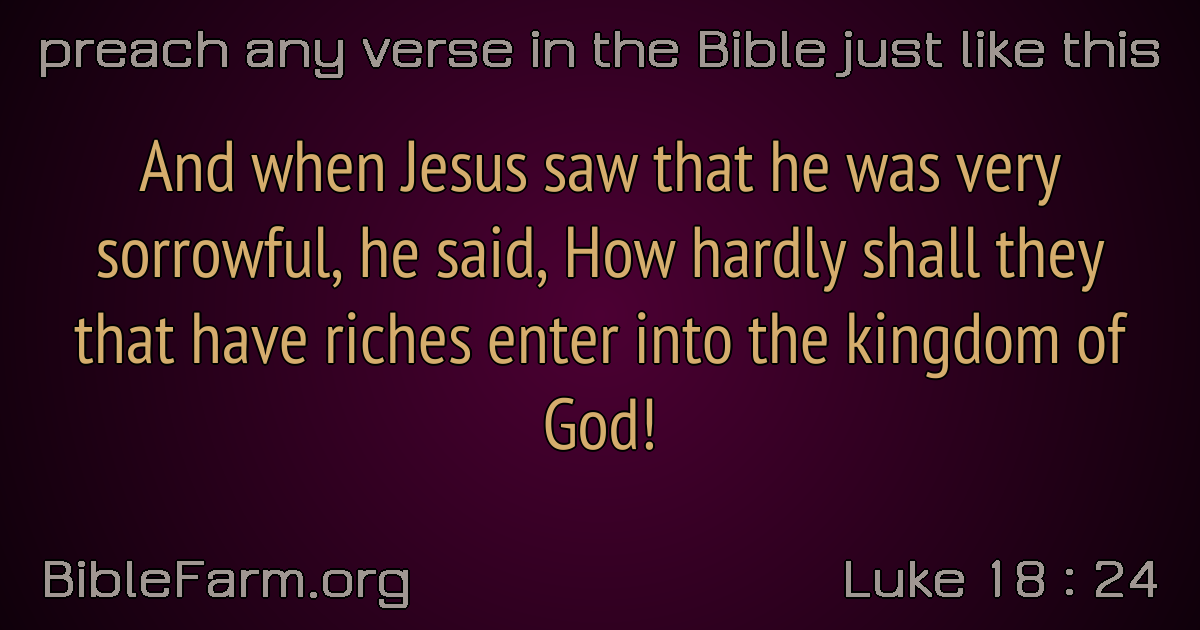 preach any verse in the Bible just like this
And when Jesus saw that he was very
sorrowful, he said, How hardly shall they
that have riches enter into the kingdom of
God!
BibleFarm.org
Luke 18 : 24